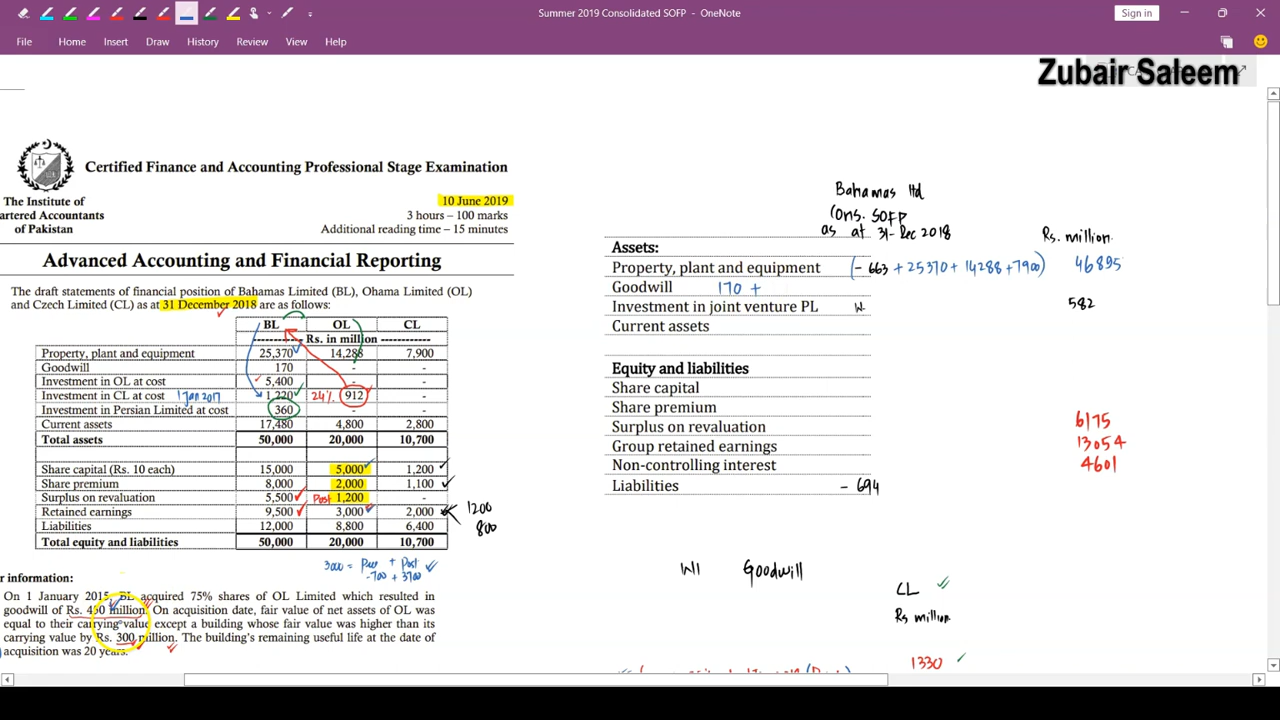 Summer 2019 Consolidated SOFP - OneNote
Sign in
File Home Insert Draw History Review View Help
Zubair Saleem
Certified Finance and Accounting Professional Stage Examination
The Institute of
rtered Accountants
of Pakistan
10 June 2019
3 hours – 100 marks
Additional reading time – 15 minutes
Advanced Accounting and Financial Reporting
The draft statements of financial position of Bahamas Limited (BL), Ohama Limited (OL)
and Czech Limited (CL) as at 31 December 2018 are as follows:
BL OL CL
Rs. in million
Property, plant and equipment 25,370 14,288 7,900
Goodwill 170 - -
Investment in OL at cost 5,400 - -
Investment in CL at cost 1 Jan 2017 1,220 24% 912 -
Investment in Persian Limited at cost 360 - -
Current assets 17,480 4,800 2,800
Total assets 50,000 20,000 10,700
Share capital (Rs. 10 each) 15,000 5,000 1,200
Share premium 8,000 2,000 1,100
Surplus on revaluation 5,500 Post 1,200 -
Retained earnings 9,500 3,000 2,000 1200
800
Liabilities 12,000 8,800 6,400
Total equity and liabilities 50,000 20,000 10,700
3000 = Pre + Post
-700 + 3700
r information:
On 1 January 2015, BL acquired 75% shares of OL Limited which resulted in
goodwill of Rs. 450 million. On acquisition date, fair value of net assets of OL was
equal to their carrying value except a building whose fair value was higher than its
carrying value by Rs. 300 million. The building's remaining useful life at the date of
acquisition was 20 years.
Bahamas Ltd
Cons. SOFP
as at 31-Dec 2018
Rs. million
Assets:
Property, plant and equipment (- 663 + 25370 + 14288 + 7900) 46895
Goodwill 170 +
Investment in joint venture PL W 582
Current assets
Equity and liabilities
Share capital
Share premium
Surplus on revaluation 6175
Group retained earnings 13054
Non-controlling interest 4601
Liabilities - 694
W1 Goodwill
CL
Rs million
1330